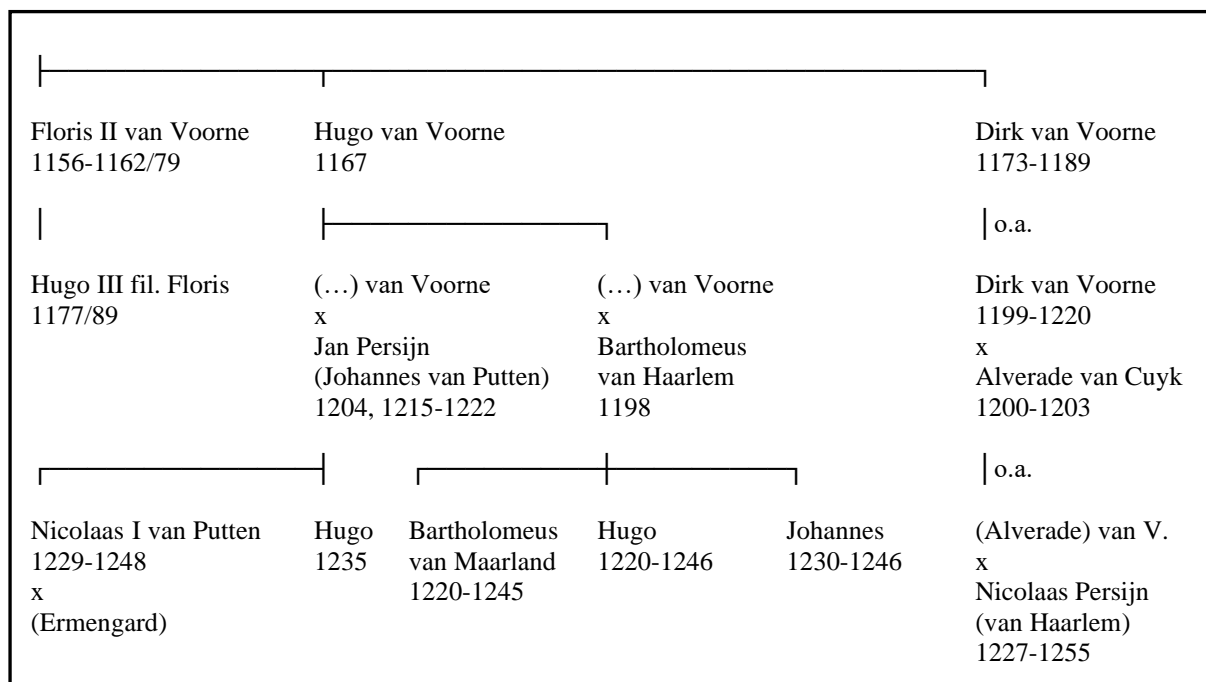 Floris II van Voorne Hugo van Voorne Dirk van Voorne
1156-1162/79 1167 1173-1189
o.a.
Hugo III fil. Floris (…) van Voorne (…) van Voorne Dirk van Voorne
1177/89 x x 1199-1220
Jan Persijn Bartholomeus x
(Johannes van Putten) van Haarlem Alverade van Cuyk
1204, 1215-1222 1198 1200-1203
o.a.
Nicolaas I van Putten Hugo Bartholomeus Hugo Johannes (Alverade) van V.
1229-1248 1235 van Maarland 1220-1246 1230-1246 x
x 1220-1245 Nicolaas Persijn
(Ermengard) (van Haarlem)
1227-1255